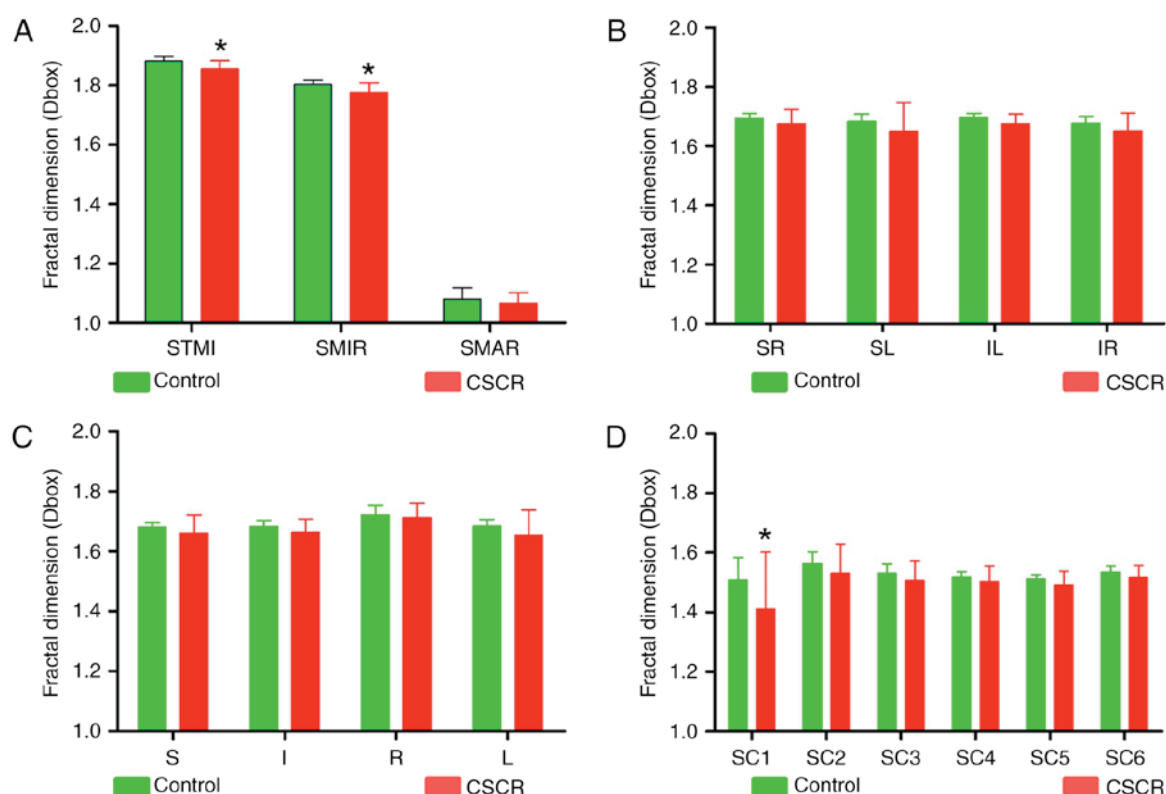 A
Fractal dimension (Dbox)
2.0
1.8
1.6
1.4
1.2
1.0
*
*
STMI SMIR SMAR
Control CSCR
B
Fractal dimension (Dbox)
2.0
1.8
1.6
1.4
1.2
1.0
SR SL IL IR
Control CSCR
C
Fractal dimension (Dbox)
2.0
1.8
1.6
1.4
1.2
1.0
S I R L
Control CSCR
D
Fractal dimension (Dbox)
2.0
1.8
1.6
1.4
1.2
1.0
*
SC1 SC2 SC3 SC4 SC5 SC6
Control CSCR